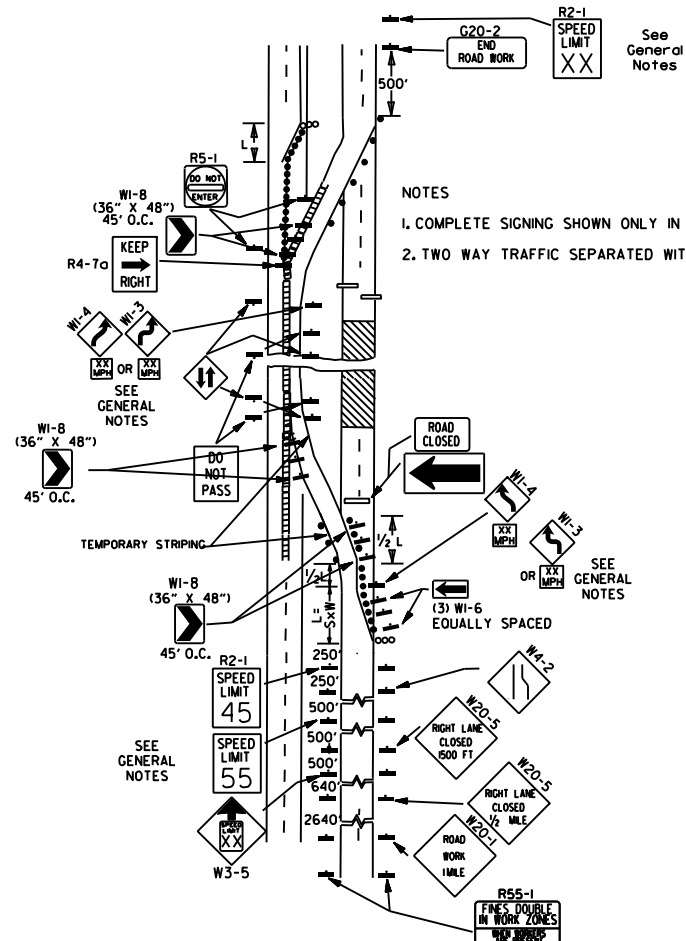 R2-1
SPEED
LIMIT
XX
See
General
Notes
G20-2
END
ROAD WORK
500'
L
R5-1
DO NOT
ENTER
W1-8
(36" X 48")
45' O.C.
KEEP
RIGHT
R4-7a
NOTES
1. COMPLETE SIGNING SHOWN ONLY IN
2. TWO WAY TRAFFIC SEPARATED WIT
W1-4
W1-3
XX
MPH
OR
XX
MPH
SEE
GENERAL
NOTES
W1-8
(36" X 48")
45' O.C.
DO
NOT
PASS
ROAD
CLOSED
W1-4
XX
MPH
W1-3
OR
XX
MPH
SEE
GENERAL
NOTES
TEMPORARY STRIPING
1/2 L
1/2 L
L=
SxW
W1-8
(36" X 48")
45' O.C.
(3) W1-6
EQUALLY SPACED
250'
250'
500'
500'
500'
640'
2640'
R2-1
SPEED
LIMIT
45
SPEED
LIMIT
55
SEE
GENERAL
NOTES
SPEED
LIMIT
XX
W3-5
W4-2
W20-5
RIGHT LANE
CLOSED
1500 FT
W20-5
RIGHT LANE
CLOSED
1/2
MILE
W20-1
ROAD
WORK
1 MILE
R55-1
FINES DOUBLE
IN WORK ZONES
WHEN WORKERS
ARE PRESENT